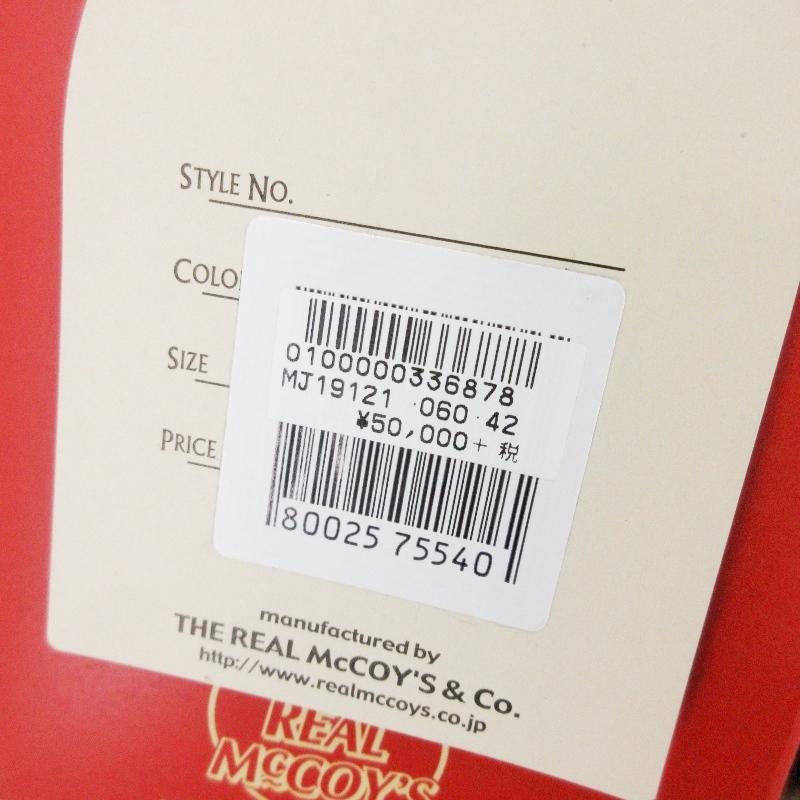 STYLE NO.
COLO
SIZE
PRICE
0100000336878
MJ19121 ·060·42
¥50,000+税
80025 75540
manufactured by
THE REAL McCOY'S & Co.
http://www.realmccoys.co.jp
REAL
McCOY'S